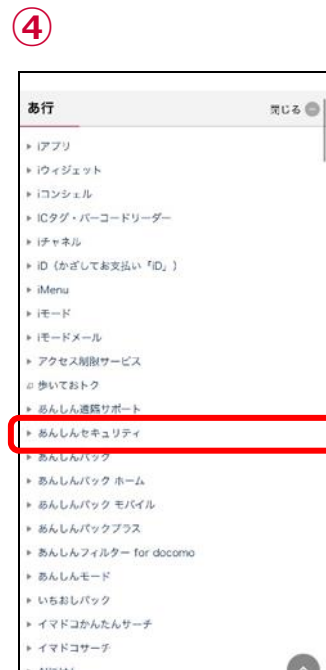 ④
あ行 閉じる
iアプリ
iウィジェット
iコンシェル
ICタグ・バーコードリーダー
iチャネル
iD（かざしてお支払い「iD」）
iMenu
iモード
iモードメール
アクセス制限サービス
歩いておトク
あんしん遠隔サポート
あんしんセキュリティ
あんしんパック
あんしんパック ホーム
あんしんパック モバイル
あんしんパックプラス
あんしんフィルター for docomo
あんしんモード
いちおしパック
イマドコかんたんサーチ
イマドコサーチ